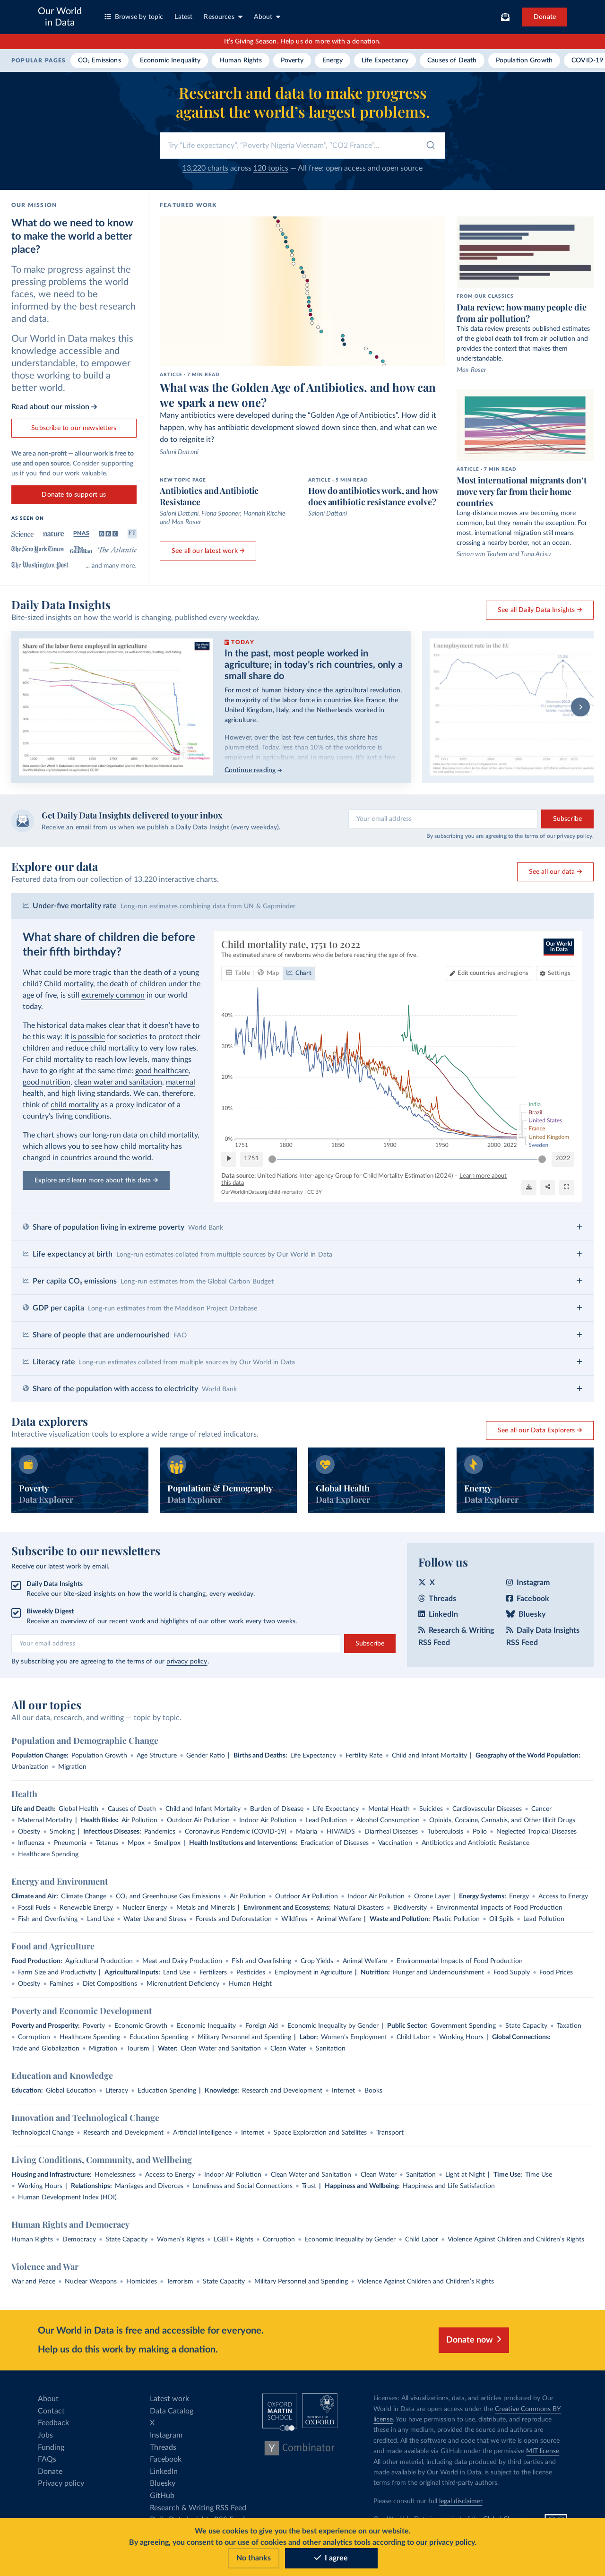 Our World
in Data
Browse by topic
Latest
Resources
About
Donate
It's Giving Season. Help us do more with a donation.
POPULAR PAGES
CO₂ Emissions
Economic Inequality
Human Rights
Poverty
Energy
Life Expectancy
Causes of Death
Population Growth
COVID-19
Research and data to make progress
against the world's largest problems.
Try "Life expectancy", "Poverty Nigeria Vietnam", "CO2 France"...
13,220 charts across 120 topics — All free: open access and open source
OUR MISSION
What do we need to know
to make the world a better
place?
To make progress against the
pressing problems the world
faces, we need to be
informed by the best research
and data.
Our World in Data makes this
knowledge accessible and
understandable, to empower
those working to build a
better world.
Read about our mission →
Subscribe to our newsletters
We are a non-profit — all our work is free to
use and open source. Consider supporting
us if you find our work valuable.
Donate to support us
AS SEEN ON
Science
nature
PNAS
BBC
FT
The New York Times
The Guardian
The Atlantic
The Washington Post
... and many more.
FEATURED WORK
ARTICLE · 7 MIN READ
What was the Golden Age of Antibiotics, and how can
we spark a new one?
Many antibiotics were developed during the "Golden Age of Antibiotics". How did it
happen, why has antibiotic development slowed down since then, and what can we
do to reignite it?
Saloni Dattani
NEW TOPIC PAGE
Antibiotics and Antibiotic
Resistance
Saloni Dattani, Fiona Spooner, Hannah Ritchie
and Max Roser
ARTICLE · 5 MIN READ
How do antibiotics work, and how
does antibiotic resistance evolve?
Saloni Dattani
See all our latest work →
FROM OUR CLASSICS
Data review: how many people die
from air pollution?
This data review presents published estimates
of the global death toll from air pollution and
provides the context that makes them
understandable.
Max Roser
ARTICLE · 7 MIN READ
Most international migrants don't
move very far from their home
countries
Long-distance moves are becoming more
common, but they remain the exception. For
most, international migration still means
crossing a nearby border, not an ocean.
Simon van Teutem and Tuna Acisu
Daily Data Insights
Bite-sized insights on how the world is changing, published every weekday.
See all Daily Data Insights →
Share of the labor force employed in agriculture
TODAY
In the past, most people worked in
agriculture; in today's rich countries, only a
small share do
For most of human history since the agricultural revolution,
the majority of the labor force in countries like France, the
United Kingdom, Italy, and the Netherlands worked in
agriculture.
However, over the last few centuries, this share has
plummeted. Today, less than 10% of the workforce is
employed in agriculture, and in many cases, it's just a few
Continue reading →
Unemployment rate in the EU
Get Daily Data Insights delivered to your inbox
Receive an email from us when we publish a Daily Data Insight (every weekday).
Your email address
Subscribe
By subscribing you are agreeing to the terms of our privacy policy.
Explore our data
Featured data from our collection of 13,220 interactive charts.
See all our data →
Under-five mortality rate Long-run estimates combining data from UN & Gapminder
What share of children die before
their fifth birthday?
What could be more tragic than the death of a young
child? Child mortality, the death of children under the
age of five, is still extremely common in our world
today.
The historical data makes clear that it doesn't have to
be this way: it is possible for societies to protect their
children and reduce child mortality to very low rates.
For child mortality to reach low levels, many things
have to go right at the same time: good healthcare,
good nutrition, clean water and sanitation, maternal
health, and high living standards. We can, therefore,
think of child mortality as a proxy indicator of a
country's living conditions.
The chart shows our long-run data on child mortality,
which allows you to see how child mortality has
changed in countries around the world.
Explore and learn more about this data →
Child mortality rate, 1751 to 2022
The estimated share of newborns who die before reaching the age of five.
Our World
in Data
Table
Map
Chart
Edit countries and regions
Settings
40%
30%
20%
10%
0%
1751
1800
1850
1900
1950
2000
2022
India
Brazil
United States
France
United Kingdom
Sweden
1751
2022
Data source: United Nations Inter-agency Group for Child Mortality Estimation (2024) – Learn more about
this data
OurWorldinData.org/child-mortality | CC BY
Share of population living in extreme poverty World Bank
Life expectancy at birth Long-run estimates collated from multiple sources by Our World in Data
Per capita CO₂ emissions Long-run estimates from the Global Carbon Budget
GDP per capita Long-run estimates from the Maddison Project Database
Share of people that are undernourished FAO
Literacy rate Long-run estimates collated from multiple sources by Our World in Data
Share of the population with access to electricity World Bank
Data explorers
Interactive visualization tools to explore a wide range of related indicators.
See all our Data Explorers →
Poverty
Data Explorer
Population & Demography
Data Explorer
Global Health
Data Explorer
Energy
Data Explorer
Subscribe to our newsletters
Receive our latest work by email.
Daily Data Insights
Receive our bite-sized insights on how the world is changing, every weekday.
Biweekly Digest
Receive an overview of our recent work and highlights of our other work every two weeks.
Your email address
Subscribe
By subscribing you are agreeing to the terms of our privacy policy.
Follow us
X
Instagram
Threads
Facebook
LinkedIn
Bluesky
Research & Writing
RSS Feed
Daily Data Insights
RSS Feed
All our topics
All our data, research, and writing — topic by topic.
Population and Demographic Change
Population Change: Population Growth • Age Structure • Gender Ratio | Births and Deaths: Life Expectancy • Fertility Rate • Child and Infant Mortality | Geography of the World Population:
Urbanization • Migration
Health
Life and Death: Global Health • Causes of Death • Child and Infant Mortality • Burden of Disease • Life Expectancy • Mental Health • Suicides • Cardiovascular Diseases • Cancer
• Maternal Mortality | Health Risks: Air Pollution • Outdoor Air Pollution • Indoor Air Pollution • Lead Pollution • Alcohol Consumption • Opioids, Cocaine, Cannabis, and Other Illicit Drugs
• Obesity • Smoking | Infectious Diseases: Pandemics • Coronavirus Pandemic (COVID-19) • Malaria • HIV/AIDS • Diarrheal Diseases • Tuberculosis • Polio • Neglected Tropical Diseases
• Influenza • Pneumonia • Tetanus • Mpox • Smallpox | Health Institutions and Interventions: Eradication of Diseases • Vaccination • Antibiotics and Antibiotic Resistance
• Healthcare Spending
Energy and Environment
Climate and Air: Climate Change • CO₂ and Greenhouse Gas Emissions • Air Pollution • Outdoor Air Pollution • Indoor Air Pollution • Ozone Layer | Energy Systems: Energy • Access to Energy
• Fossil Fuels • Renewable Energy • Nuclear Energy • Metals and Minerals | Environment and Ecosystems: Natural Disasters • Biodiversity • Environmental Impacts of Food Production
• Fish and Overfishing • Land Use • Water Use and Stress • Forests and Deforestation • Wildfires • Animal Welfare | Waste and Pollution: Plastic Pollution • Oil Spills • Lead Pollution
Food and Agriculture
Food Production: Agricultural Production • Meat and Dairy Production • Fish and Overfishing • Crop Yields • Animal Welfare • Environmental Impacts of Food Production
• Farm Size and Productivity | Agricultural Inputs: Land Use • Fertilizers • Pesticides • Employment in Agriculture | Nutrition: Hunger and Undernourishment • Food Supply • Food Prices
• Obesity • Famines • Diet Compositions • Micronutrient Deficiency • Human Height
Poverty and Economic Development
Poverty and Prosperity: Poverty • Economic Growth • Economic Inequality • Foreign Aid • Economic Inequality by Gender | Public Sector: Government Spending • State Capacity • Taxation
• Corruption • Healthcare Spending • Education Spending • Military Personnel and Spending | Labor: Women's Employment • Child Labor • Working Hours | Global Connections:
Trade and Globalization • Migration • Tourism | Water: Clean Water and Sanitation • Clean Water • Sanitation
Education and Knowledge
Education: Global Education • Literacy • Education Spending | Knowledge: Research and Development • Internet • Books
Innovation and Technological Change
Technological Change • Research and Development • Artificial Intelligence • Internet • Space Exploration and Satellites • Transport
Living Conditions, Community, and Wellbeing
Housing and Infrastructure: Homelessness • Access to Energy • Indoor Air Pollution • Clean Water and Sanitation • Clean Water • Sanitation • Light at Night | Time Use: Time Use
• Working Hours | Relationships: Marriages and Divorces • Loneliness and Social Connections • Trust | Happiness and Wellbeing: Happiness and Life Satisfaction
• Human Development Index (HDI)
Human Rights and Democracy
Human Rights • Democracy • State Capacity • Women's Rights • LGBT+ Rights • Corruption • Economic Inequality by Gender • Child Labor • Violence Against Children and Children's Rights
Violence and War
War and Peace • Nuclear Weapons • Homicides • Terrorism • State Capacity • Military Personnel and Spending • Violence Against Children and Children's Rights
Our World in Data is free and accessible for everyone.
Help us do this work by making a donation.
Donate now
About
Contact
Feedback
Jobs
Funding
FAQs
Donate
Privacy policy
Latest work
Data Catalog
X
Instagram
Threads
Facebook
LinkedIn
Bluesky
GitHub
Research & Writing RSS Feed
OXFORD
MARTIN
SCHOOL
UNIVERSITY OF
OXFORD
Y Combinator
Licenses: All visualizations, data, and articles produced by Our
World in Data are open access under the Creative Commons BY
license. You have permission to use, distribute, and reproduce
these in any medium, provided the source and authors are
credited. All the software and code that we write is open source
and made available via GitHub under the permissive MIT license.
All other material, including data produced by third parties and
made available by Our World in Data, is subject to the license
terms from the original third-party authors.
Please consult our full legal disclaimer.
We use cookies to give you the best experience on our website.
By agreeing, you consent to our use of cookies and other analytics tools according to our privacy policy.
No thanks
I agree